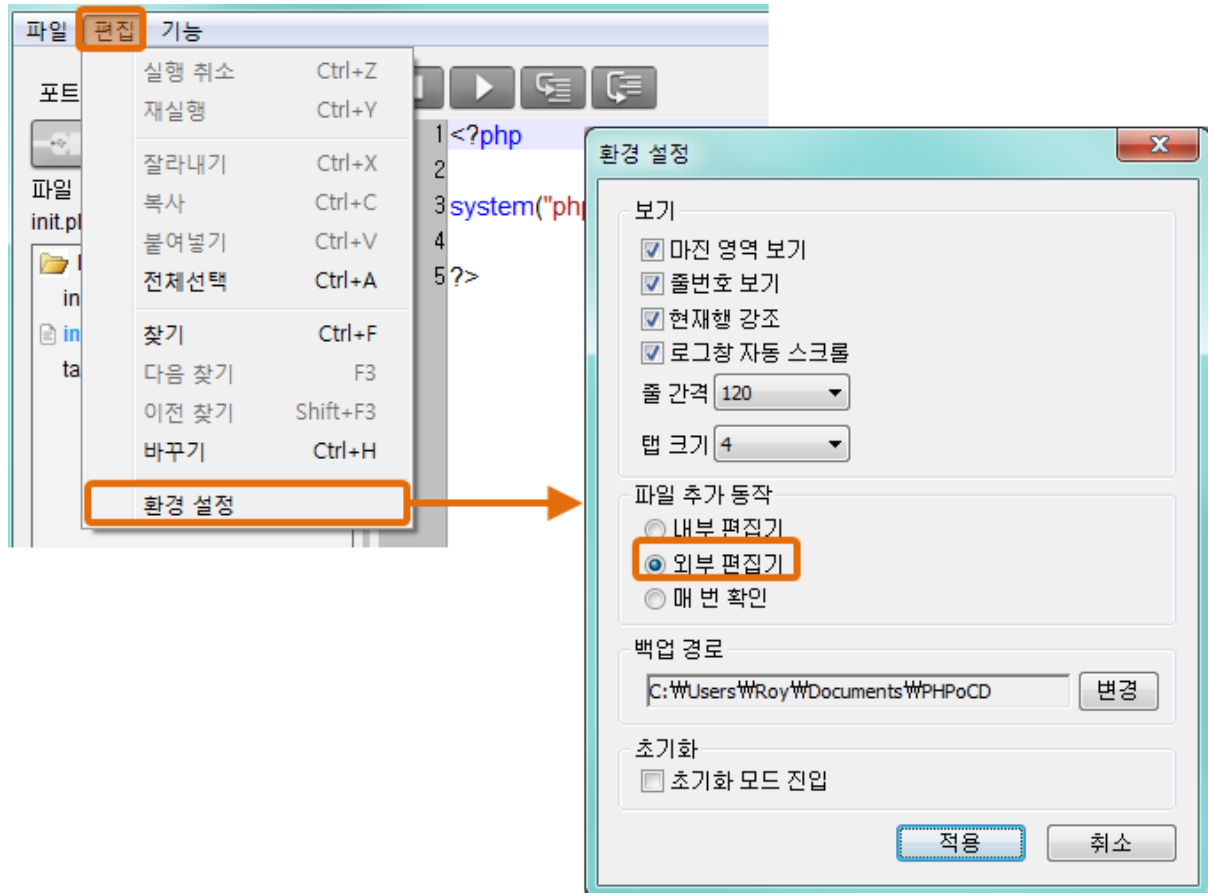 파일 편집 기능
실행 취소 Ctrl+Z
재실행 Ctrl+Y
잘라내기 Ctrl+X
복사 Ctrl+C
붙여넣기 Ctrl+V
전체선택 Ctrl+A
찾기 Ctrl+F
다음 찾기 F3
이전 찾기 Shift+F3
바꾸기 Ctrl+H
환경 설정
포트
파일
init.pl
in
in
ta
1 <?php
2
3 system("php
4
5 ?>
환경 설정
보기
마진 영역 보기
줄번호 보기
현재행 강조
로그창 자동 스크롤
줄 간격 120
탭 크기 4
파일 추가 동작
내부 편집기
외부 편집기
매 번 확인
백업 경로
C:₩Users₩Roy₩Documents₩PHPoCD 변경
초기화
초기화 모드 진입
적용 취소